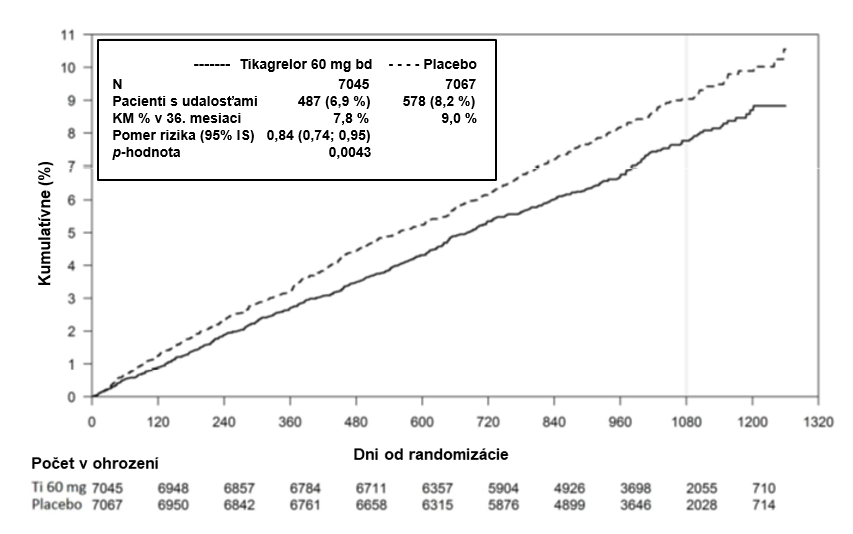 11
10
9
8
7
6
5
4
3
2
1
0
Kumulatívne (%)
------- Tikagrelor 60 mg bd - - - - Placebo
N 7045 7067
Pacienti s udalosťami 487 (6,9 %) 578 (8,2 %)
KM % v 36. mesiaci 7,8 % 9,0 %
Pomer rizika (95% IS) 0,84 (0,74; 0,95)
p-hodnota 0,0043
0 120 240 360 480 600 720 840 960 1080 1200 1320
Dni od randomizácie
Počet v ohrození
Ti 60 mg 7045 6948 6857 6784 6711 6357 5904 4926 3698 2055 710
Placebo 7067 6950 6842 6761 6658 6315 5876 4899 3646 2028 714